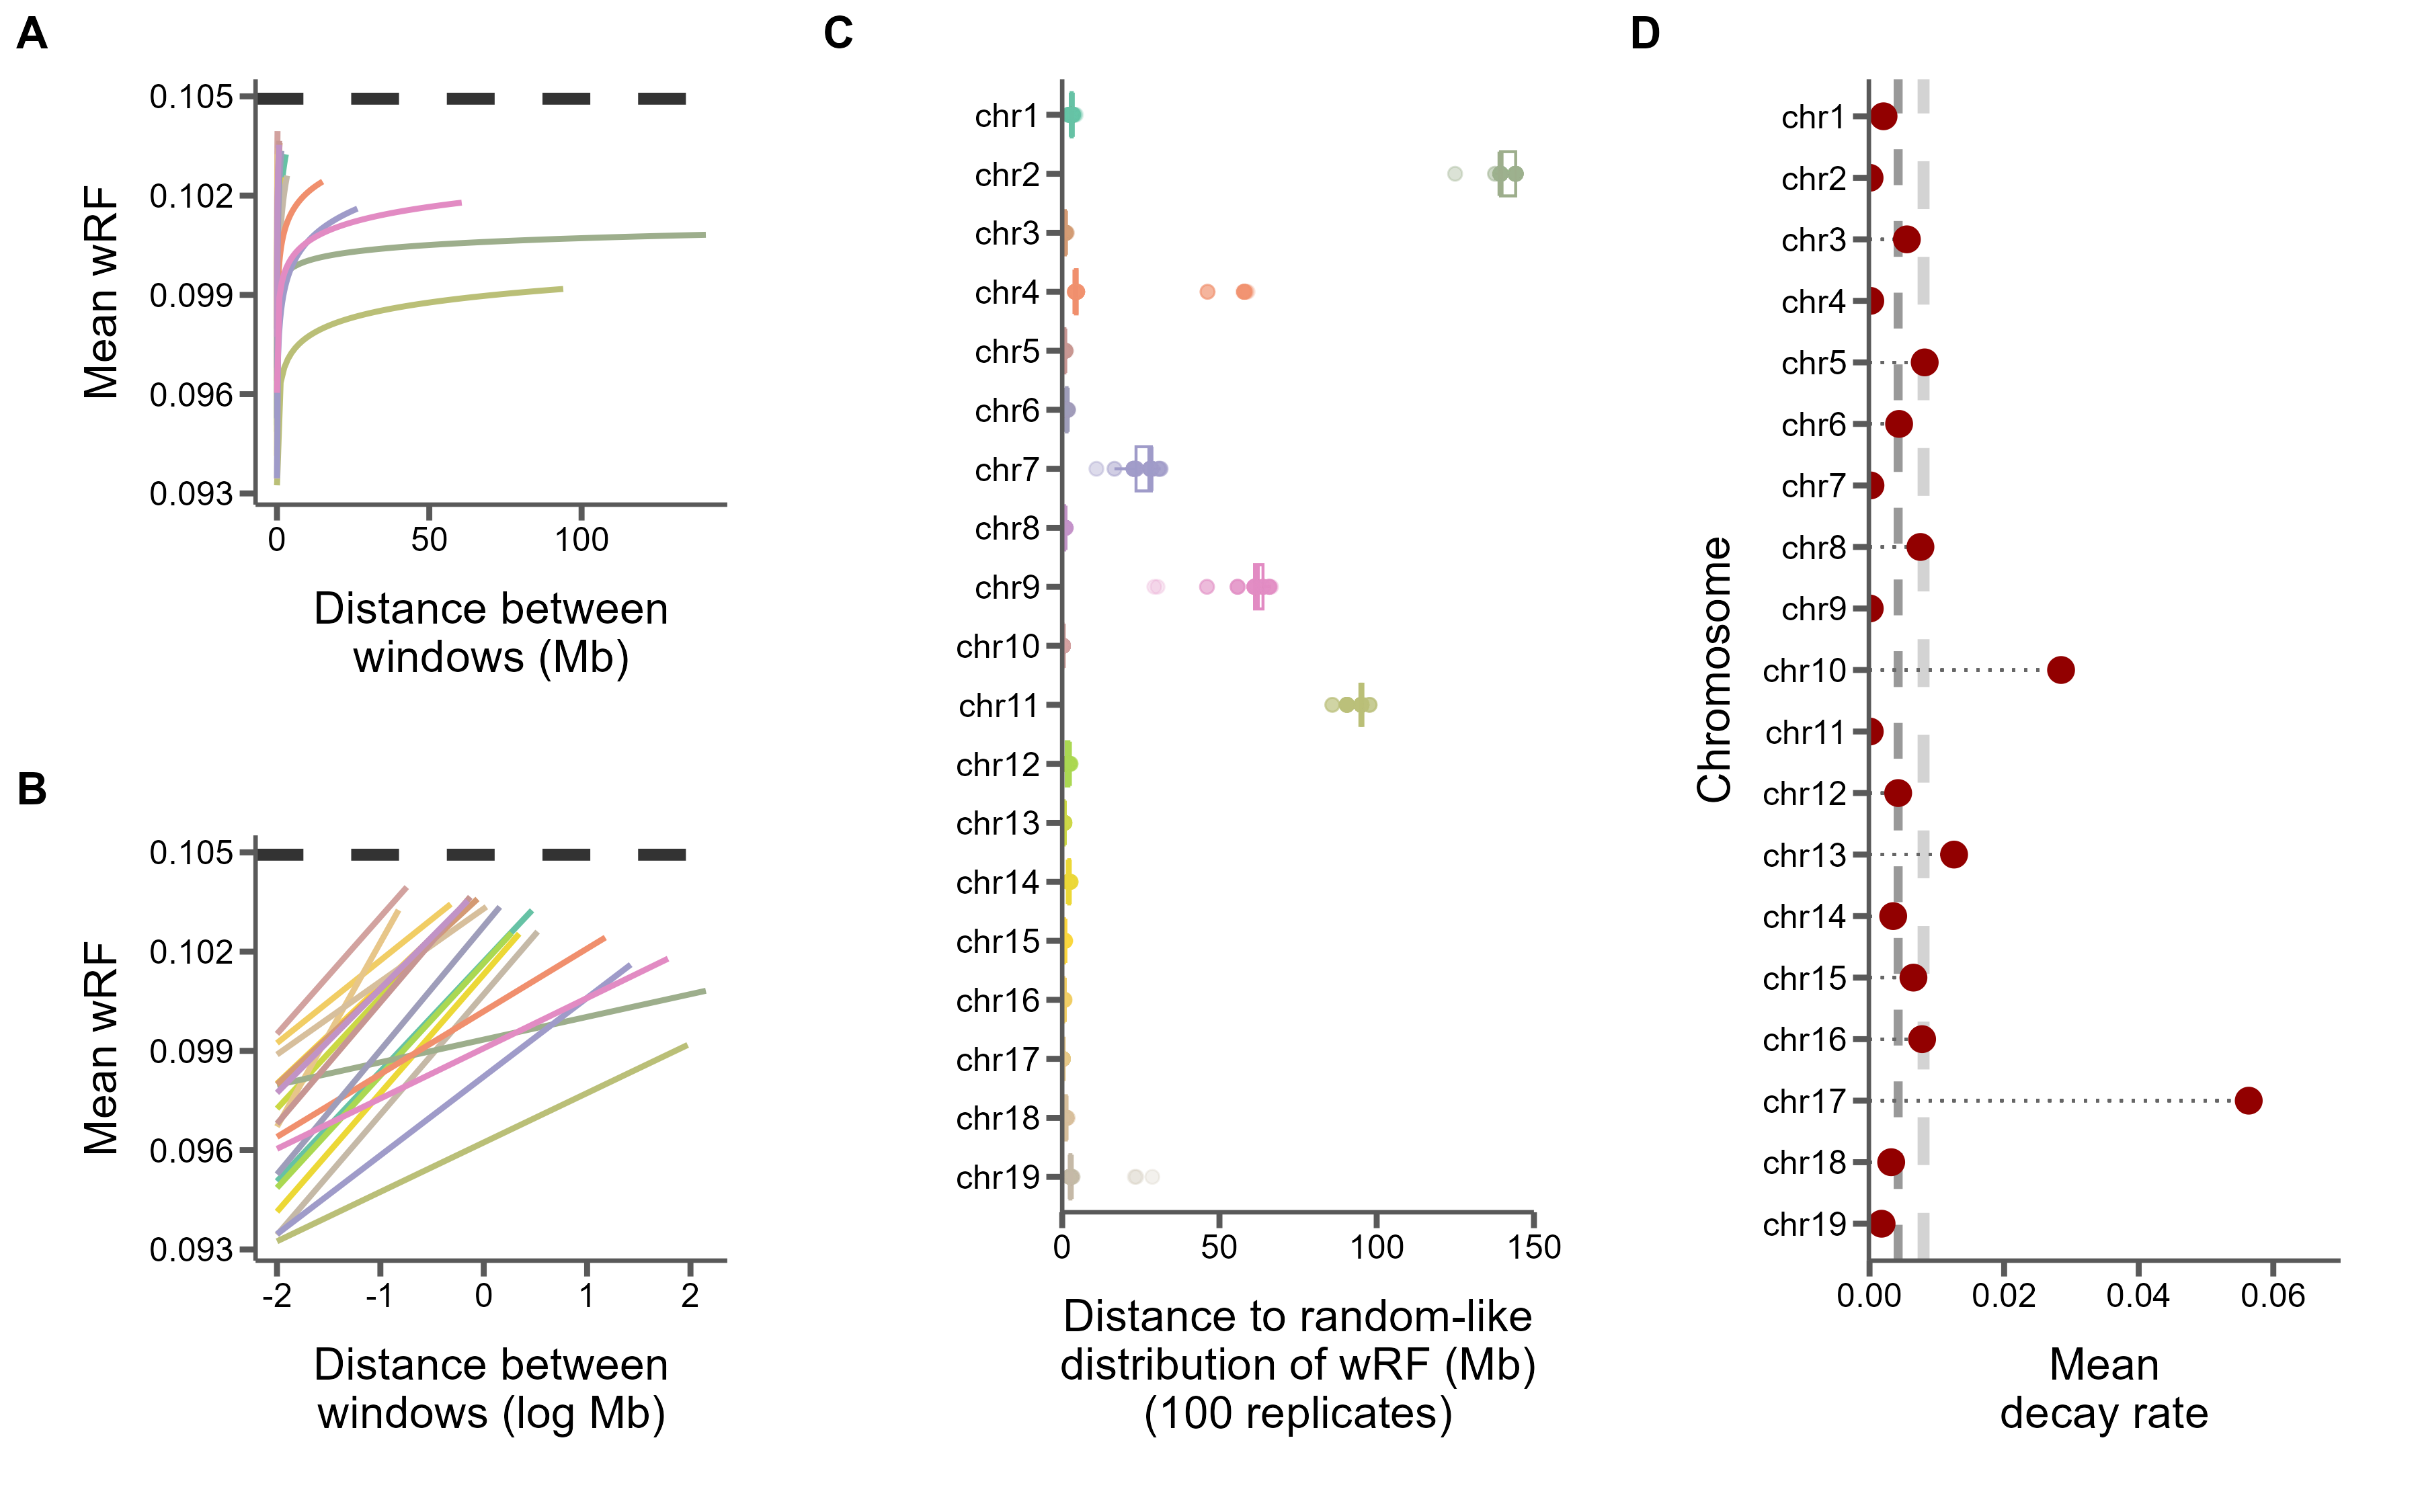 A
0.105
0.102
0.099
0.096
0.093
Mean wRF
0
50
100
Distance between
windows (Mb)
B
0.105
0.102
0.099
0.096
0.093
Mean wRF
-2
-1
0
1
2
Distance between
windows (log Mb)
C
chr1
chr2
chr3
chr4
chr5
chr6
chr7
chr8
chr9
chr10
chr11
chr12
chr13
chr14
chr15
chr16
chr17
chr18
chr19
0
50
100
150
Distance to random-like
distribution of wRF (Mb)
(100 replicates)
D
Chromosome
chr1
chr2
chr3
chr4
chr5
chr6
chr7
chr8
chr9
chr10
chr11
chr12
chr13
chr14
chr15
chr16
chr17
chr18
chr19
0.00
0.02
0.04
0.06
Mean
decay rate